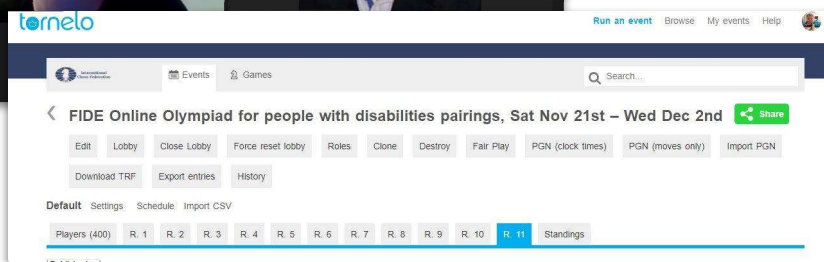 tornelo
Run an event Browse My events Help
International
Chess Federation
Events Games Search...
FIDE Online Olympiad for people with disabilities pairings, Sat Nov 21st – Wed Dec 2nd Share
Edit Lobby Close Lobby Force reset lobby Roles Clone Destroy Fair Play PGN (clock times) PGN (moves only) Import PGN
Download TRF Export entries History
Default Settings Schedule Import CSV
Players (400) R. 1 R. 2 R. 3 R. 4 R. 5 R. 6 R. 7 R. 8 R. 9 R. 10 R. 11 Standings